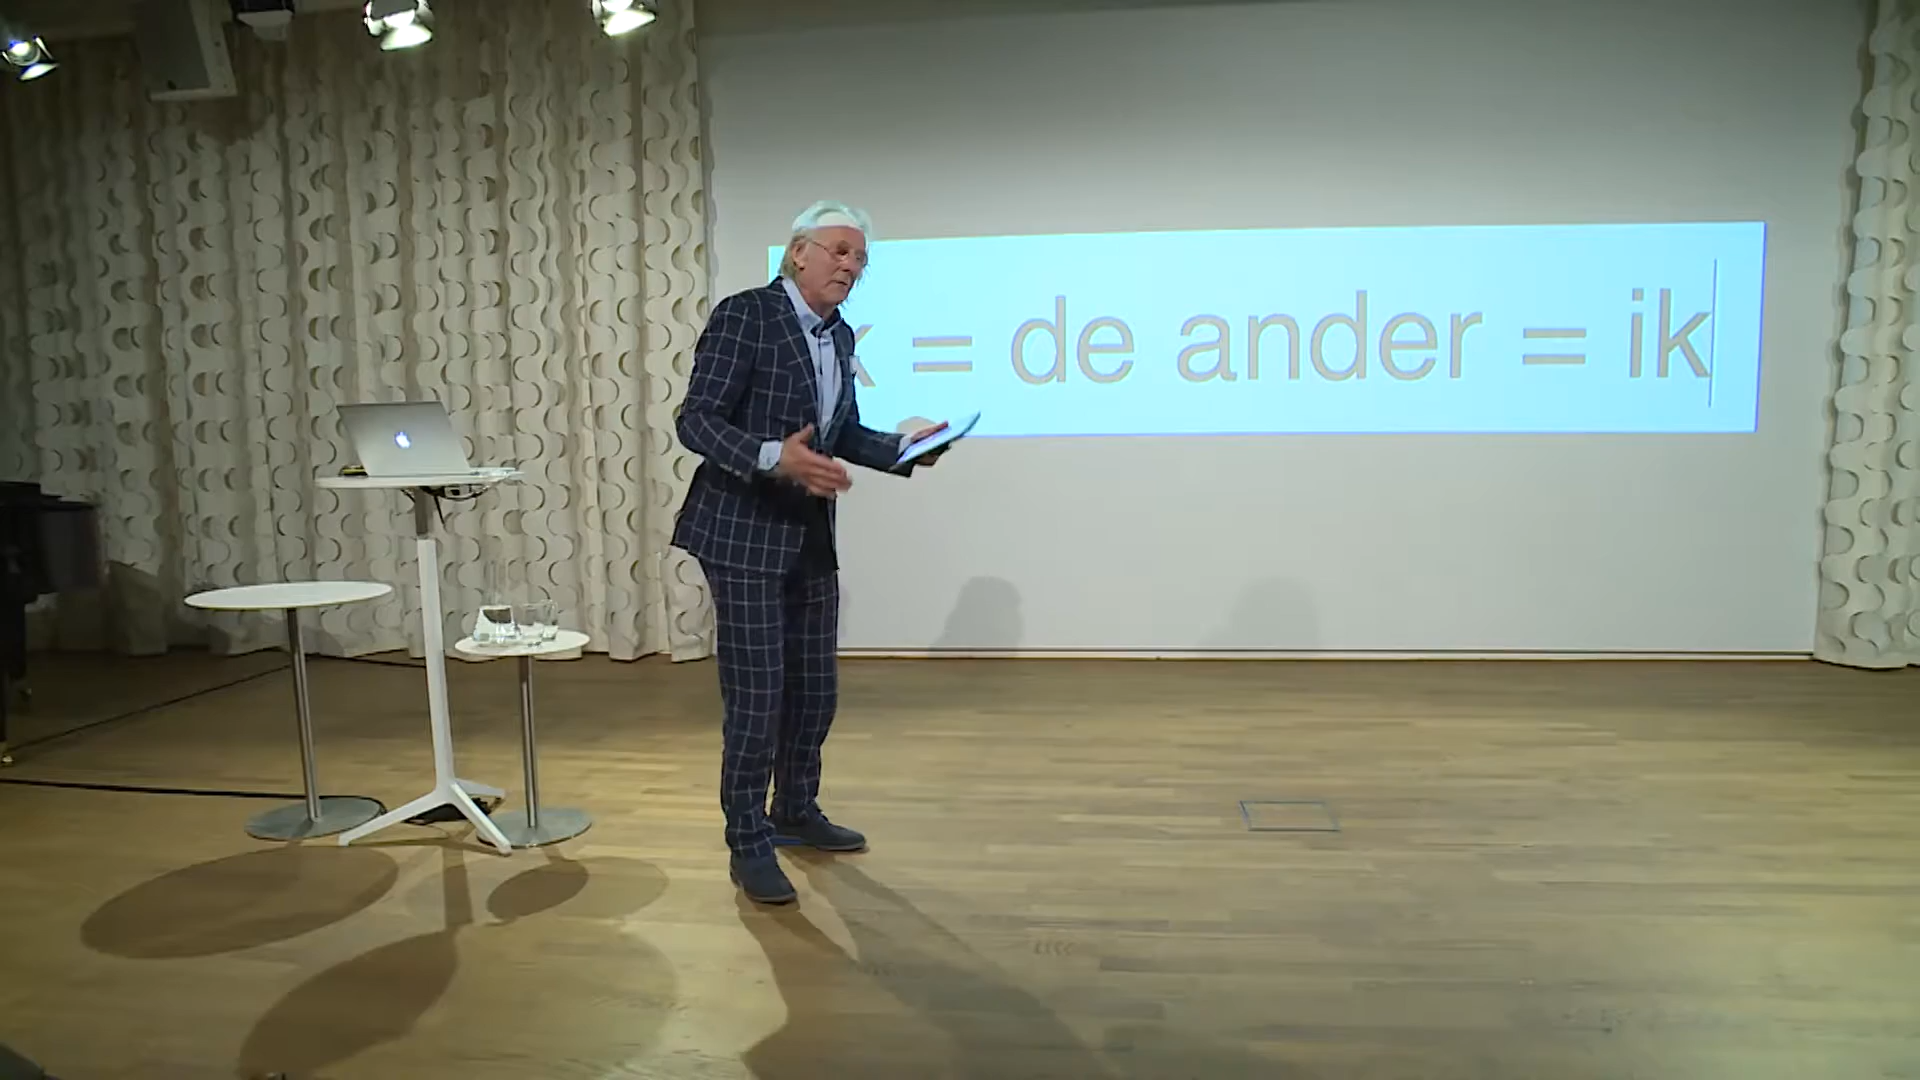 = de ander = ik